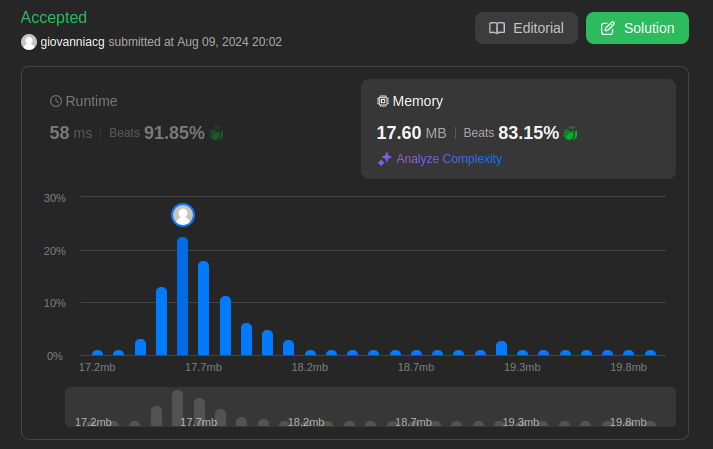 Accepted
giovanniacg submitted at Aug 09, 2024 20:02
Editorial
Solution
Runtime
58 ms | Beats 91.85%
Memory
17.60 MB | Beats 83.15%
Analyze Complexity
30%
20%
10%
0%
17.2mb 17.7mb 18.2mb 18.7mb 19.3mb 19.8mb
17.2mb 17.7mb 18.2mb 18.7mb 19.3mb 19.8mb